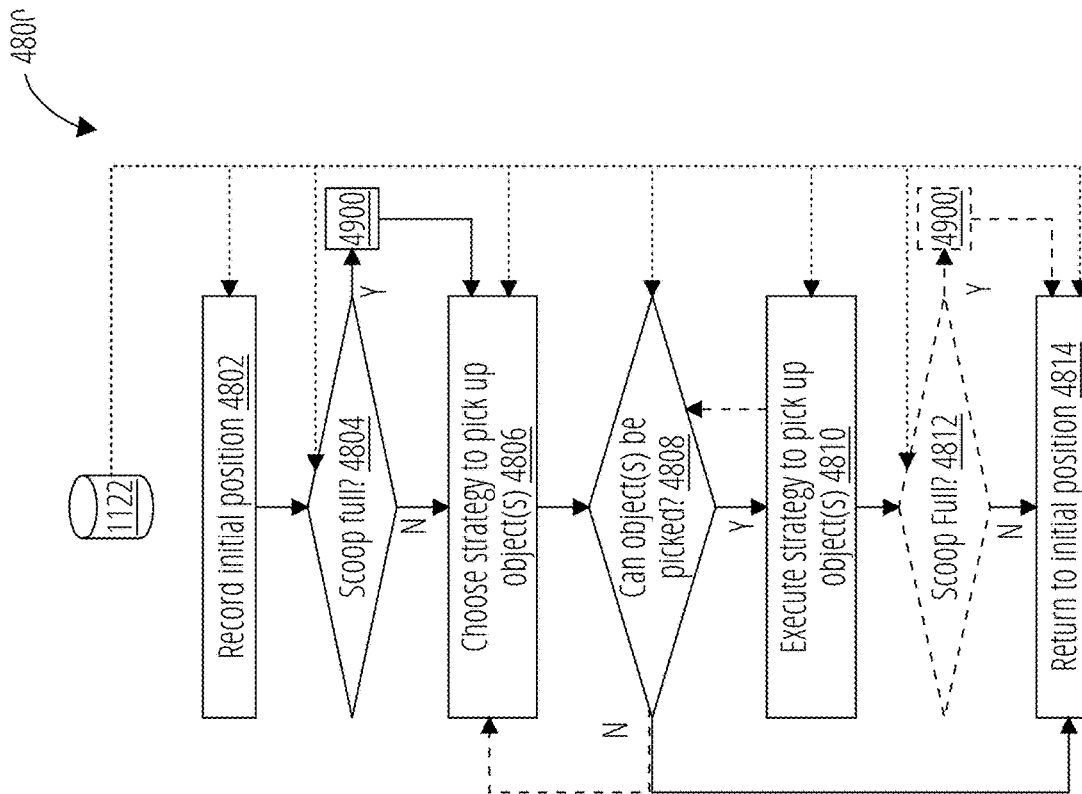 4800
1122
Record initial position 4802
Scoop full? 4804
Y
4900
N
Choose strategy to pick up
object(s) 4806
Can object(s) be
picked? 4808
N
Y
Execute strategy to pick up
object(s) 4810
Scoop Full? 4812
Y
4900
N
Return to initial position 4814